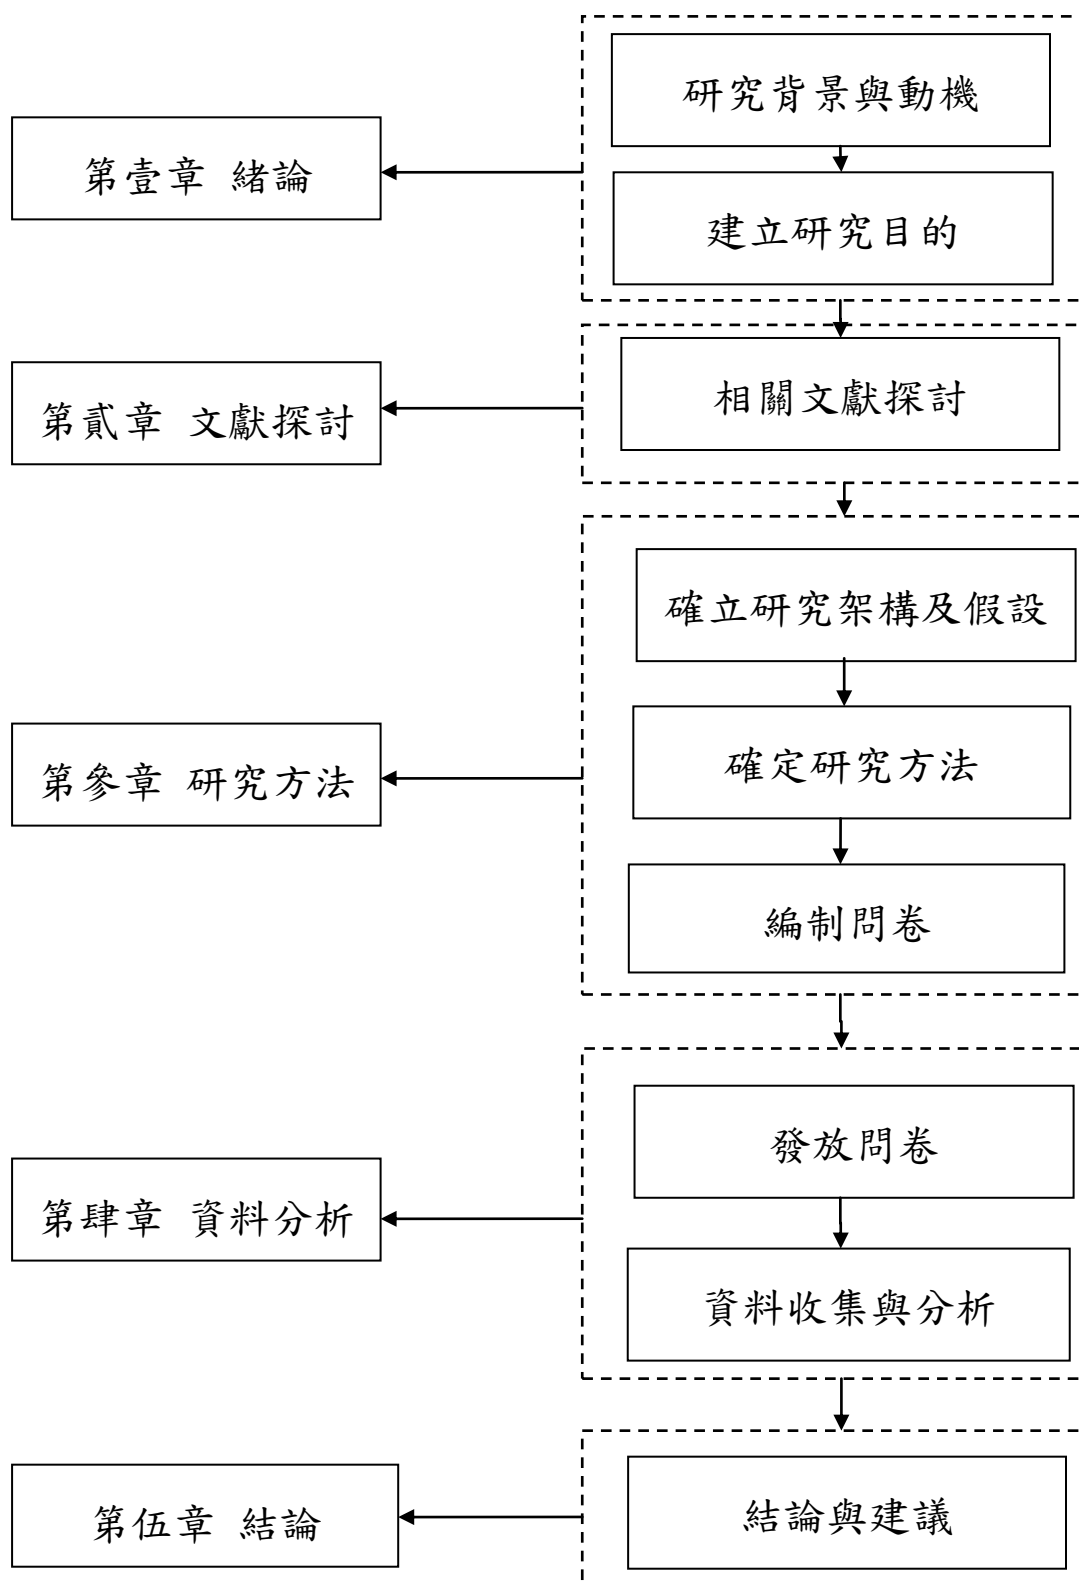 研究背景與動機
第壹章 緒論
建立研究目的
相關文獻探討
第貳章 文獻探討
確立研究架構及假設
確定研究方法
第參章 研究方法
編制問卷
發放問卷
第肆章 資料分析
資料收集與分析
結論與建議
第伍章 結論